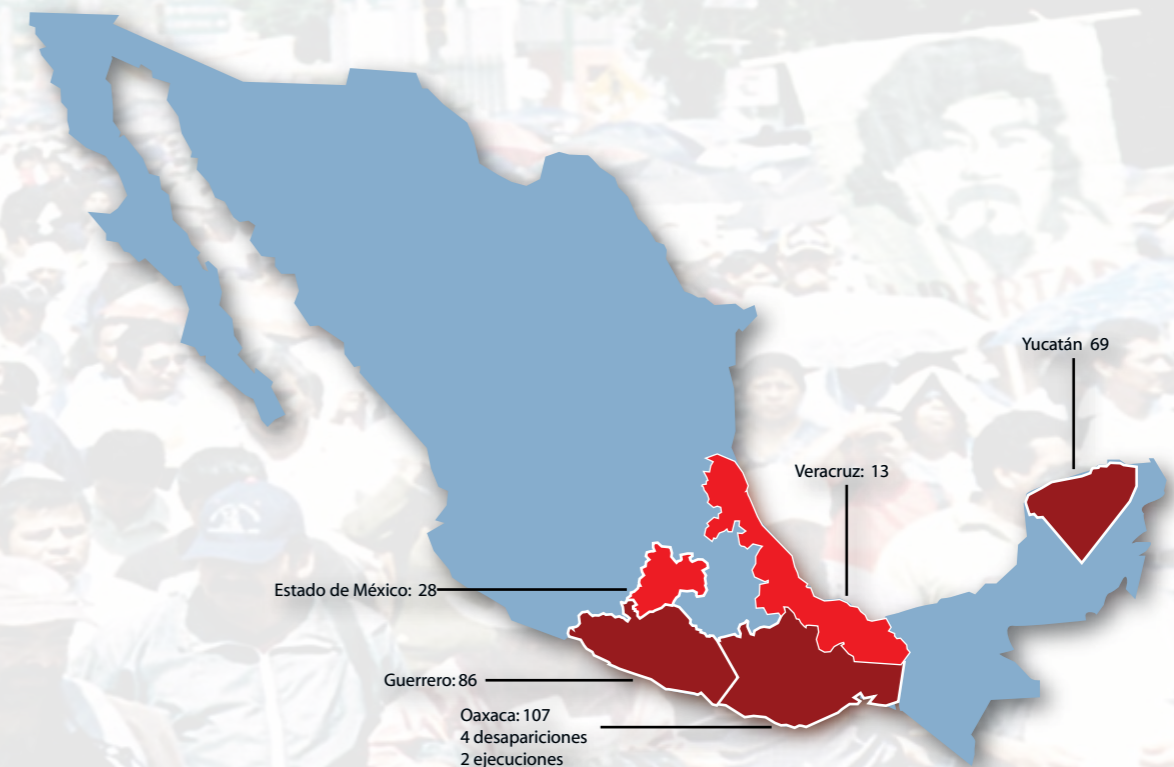 Yucatán 69
Veracruz: 13
Estado de México: 28
Guerrero: 86
Oaxaca: 107
4 desapariciones
2 ejecuciones